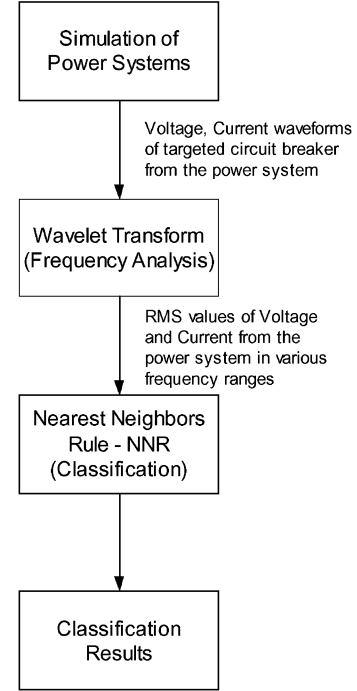 Simulation of
Power Systems
Voltage, Current waveforms
of targeted circuit breaker
from the power system
Wavelet Transform
(Frequency Analysis)
RMS values of Voltage
and Current from the
power system in various
frequency ranges
Nearest Neighbors
Rule - NNR
(Classification)
Classification
Results